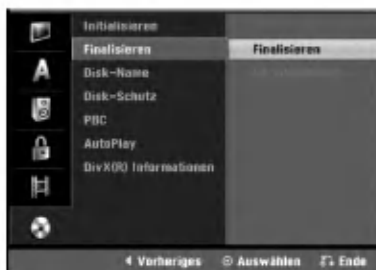 Initialisieren
Finalisieren
Finalisieren
Disk-Name
Disk-Schutz
PBC
AutoPlay
DivX(R) Informationen
Vorheriges Auswählen Ende